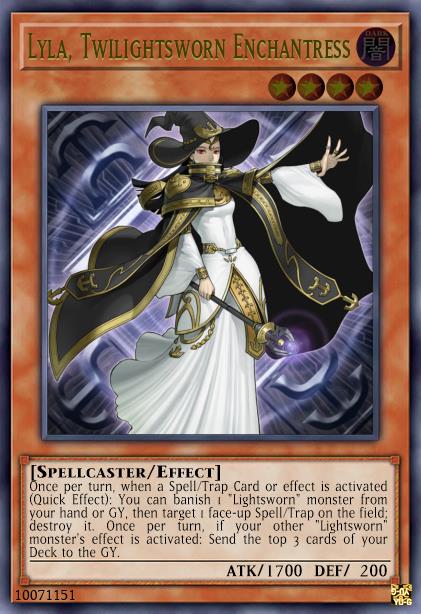 Lyla, Twilightsworn Enchantress
DARK
闇
[Spellcaster/Effect]
Once per turn, when a Spell/Trap Card or effect is activated
(Quick Effect): You can banish 1 "Lightsworn" monster from
your hand or GY, then target 1 face-up Spell/Trap on the field;
destroy it. Once per turn, if your other "Lightsworn"
monster's effect is activated: Send the top 3 cards of your
Deck to the GY.
ATK/1700 DEF/ 200
10071151